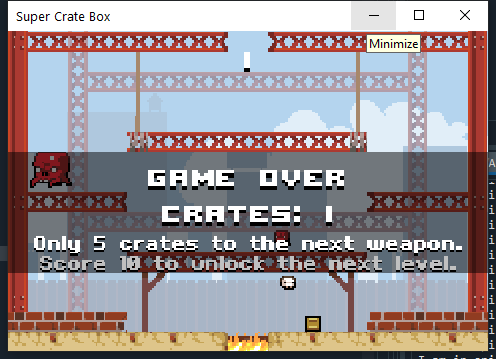 Super Crate Box
Minimize
1
GAME OVER
CRATES: 1
Only 5 crates to the next weapon.
Score 10 to unlock the next level.